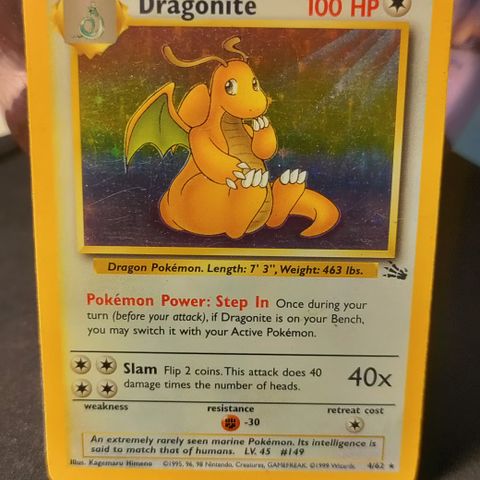 Dragonite 100 HP
Dragon Pokémon. Length: 7' 3", Weight: 463 lbs.
Pokémon Power: Step In Once during your
turn (before your attack), if Dragonite is on your Bench,
you may switch it with your Active Pokémon.
Slam Flip 2 coins. This attack does 40
damage times the number of heads.
40x
weakness resistance retreat cost
-30
An extremely rarely seen marine Pokémon. Its intelligence is
said to match that of humans. LV. 45 #149
Illus. Kagemaru Himeno ©1995, 96, 98 Nintendo, Creatures, GAMEFREAK. ©1999 Wizards. 4/62 ★